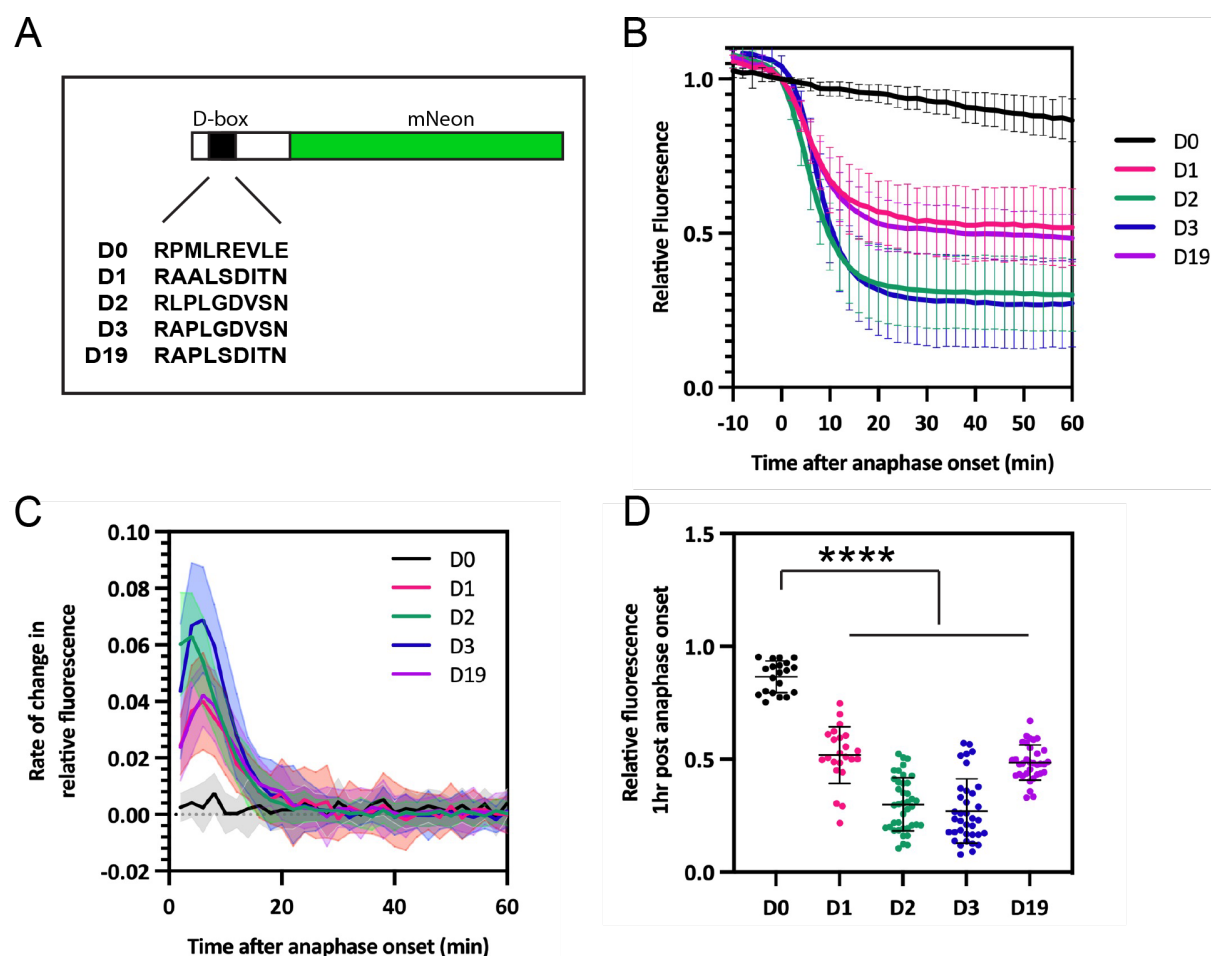 A
D-box
mNeon
D0 RPMLREVLE
D1 RAALSDITN
D2 RLPLGDVSN
D3 RAPLGDVSN
D19 RAPLSDITN
B
1.0
0.5
0.0
Relative Fluoresence
-10 0 10 20 30 40 50 60
Time after anaphase onset (min)
D0
D1
D2
D3
D19
C
0.10
0.08
0.06
0.04
0.02
0.00
-0.02
Rate of change in
relative fluorescence
D0
D1
D2
D3
D19
0 20 40 60
Time after anaphase onset (min)
D
1.5
1.0
0.5
0.0
Relative fluorescence
1hr post anaphase onset
****
D0 D1 D2 D3 D19